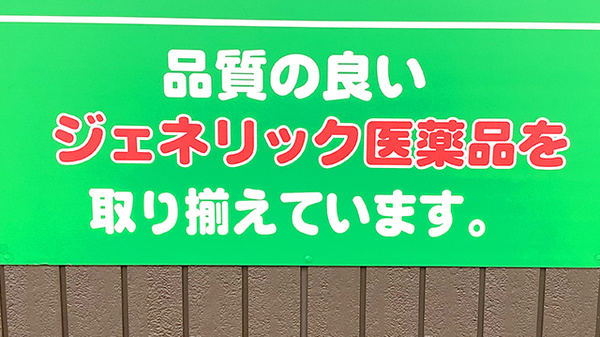 品質の良い
ジェネリック医薬品を
取り揃えています。